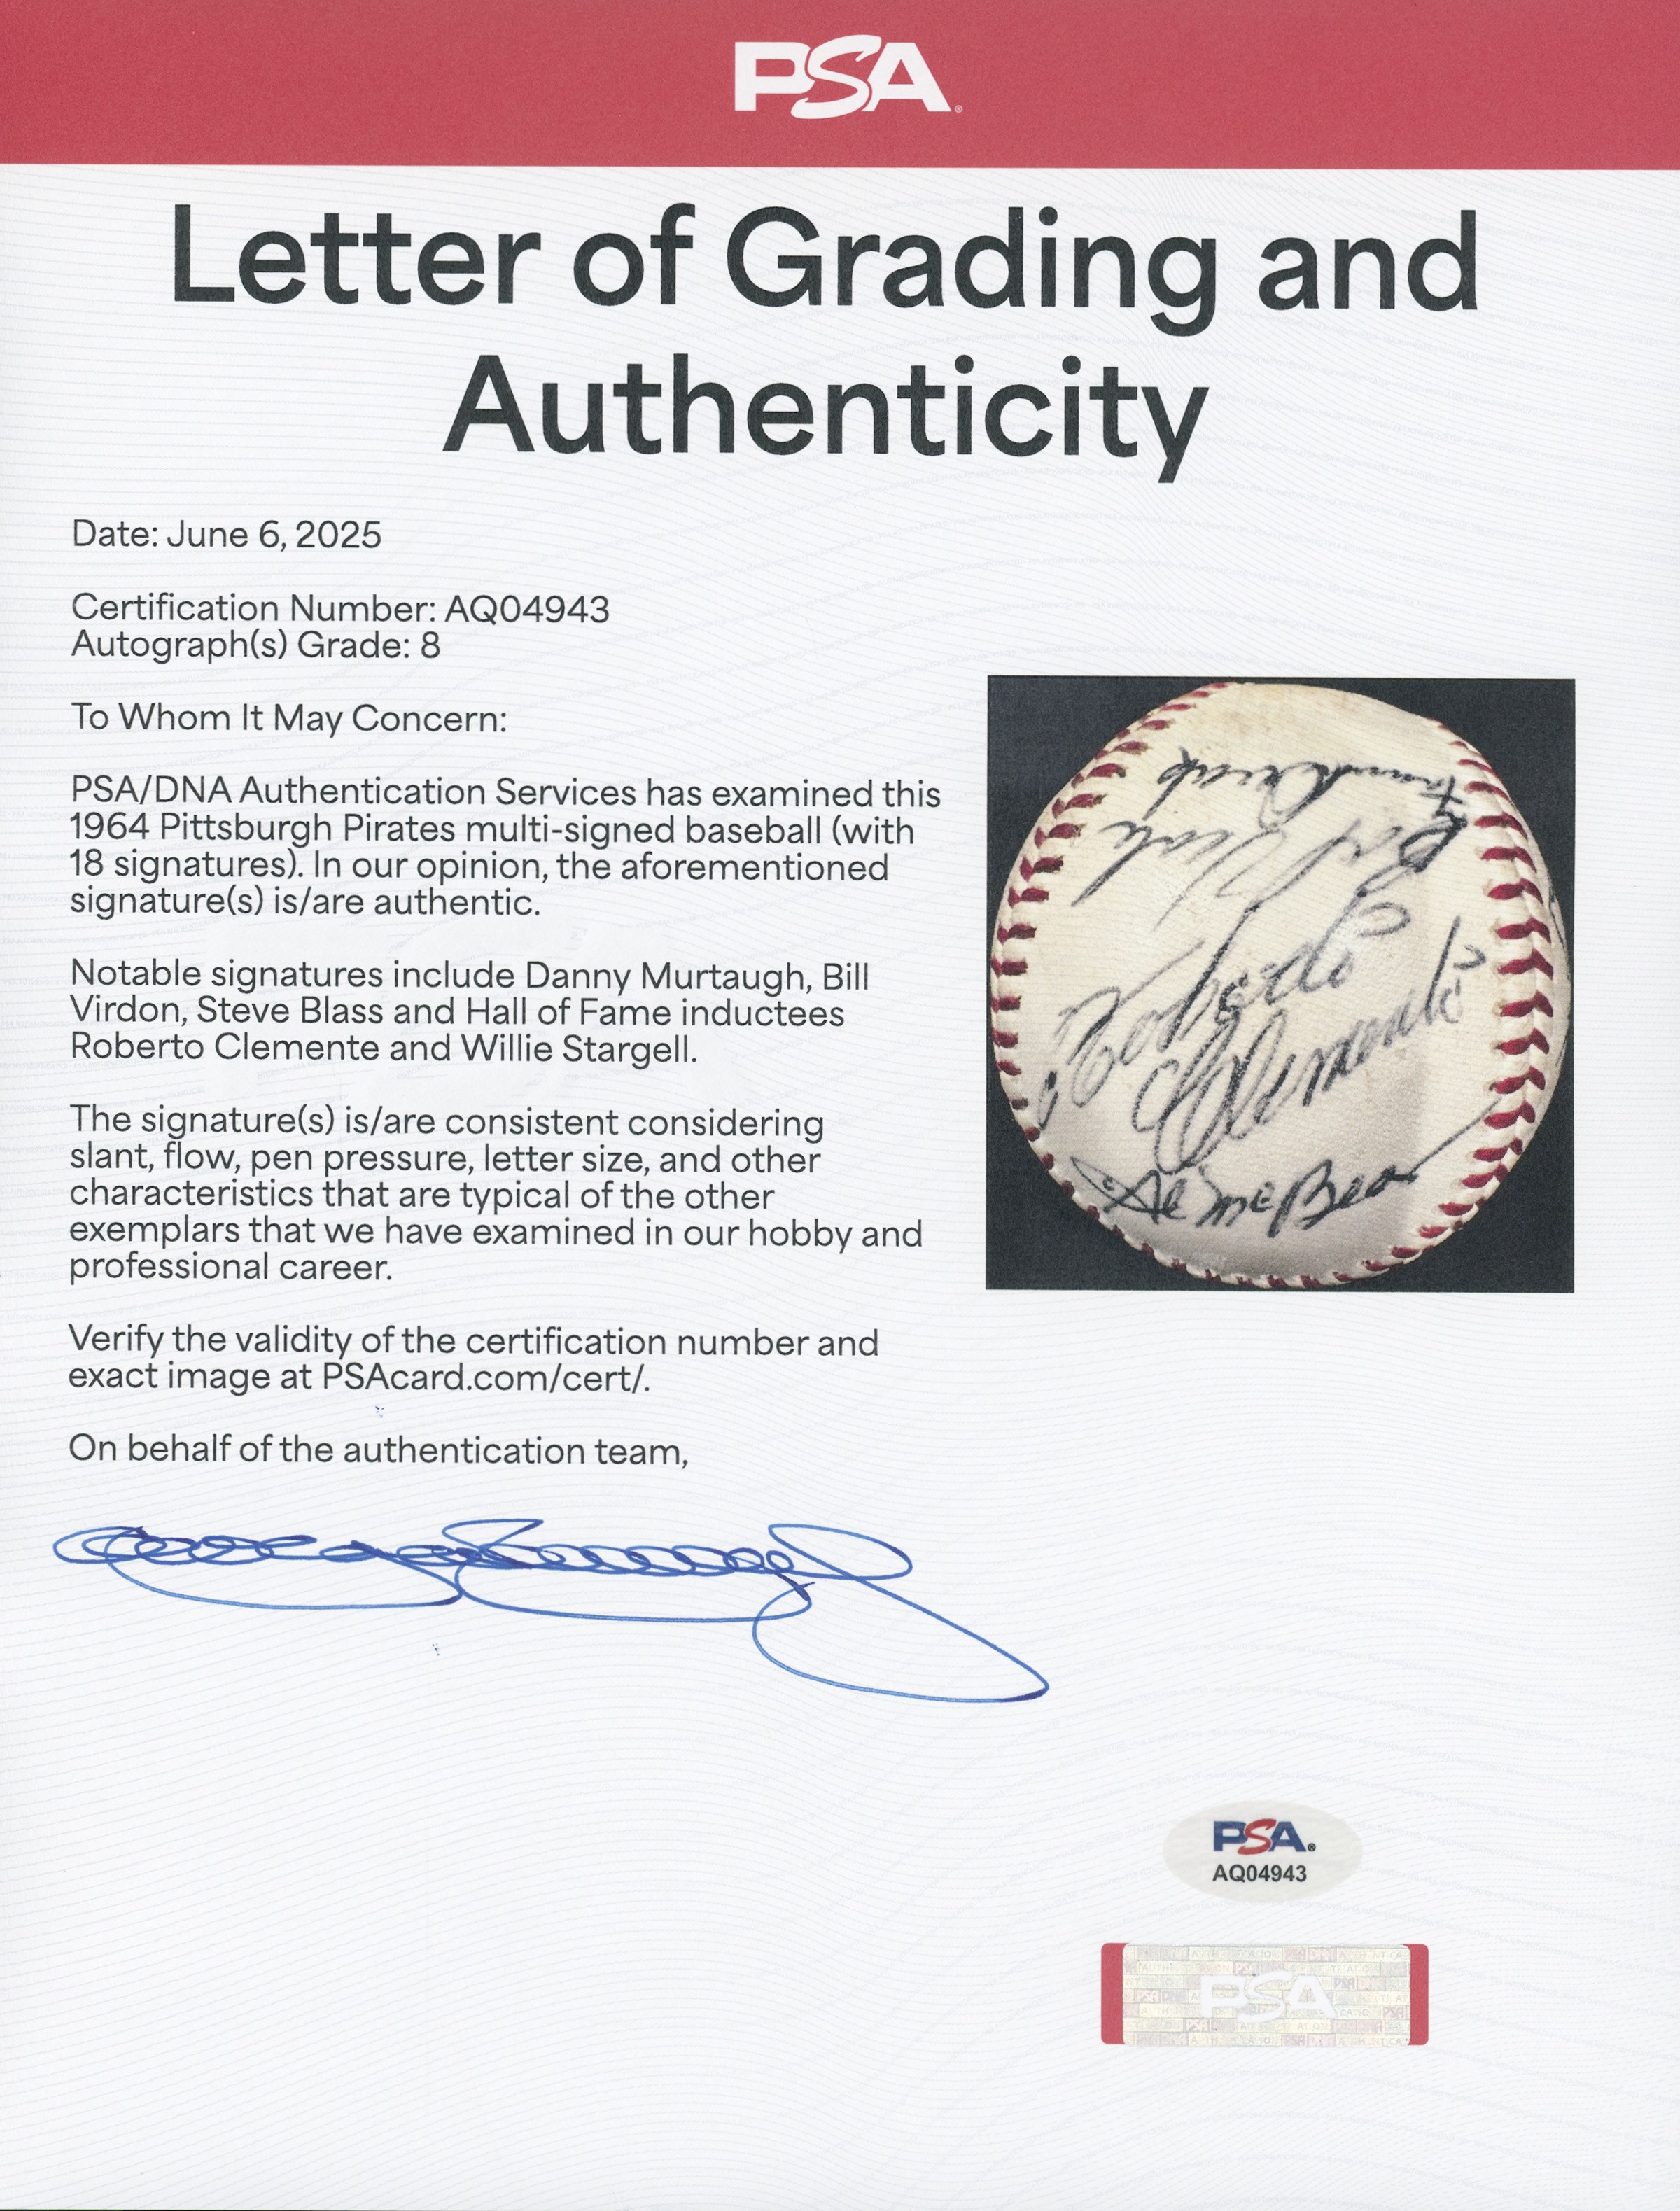 PSA
Letter of Grading and
Authenticity
Date: June 6, 2025
Certification Number: AQ04943
Autograph(s) Grade: 8
To Whom It May Concern:
PSA/DNA Authentication Services has examined this
1964 Pittsburgh Pirates multi-signed baseball (with
18 signatures). In our opinion, the aforementioned
signature(s) is/are authentic.
Notable signatures include Danny Murtaugh, Bill
Virdon, Steve Blass and Hall of Fame inductees
Roberto Clemente and Willie Stargell.
The signature(s) is/are consistent considering
slant, flow, pen pressure, letter size, and other
characteristics that are typical of the other
exemplars that we have examined in our hobby and
professional career.
Verify the validity of the certification number and
exact image at PSAcard.com/cert/.
On behalf of the authentication team,
Bob Veale
Roberto
Clemente
Al McBean
PSA
AQ04943
PSA